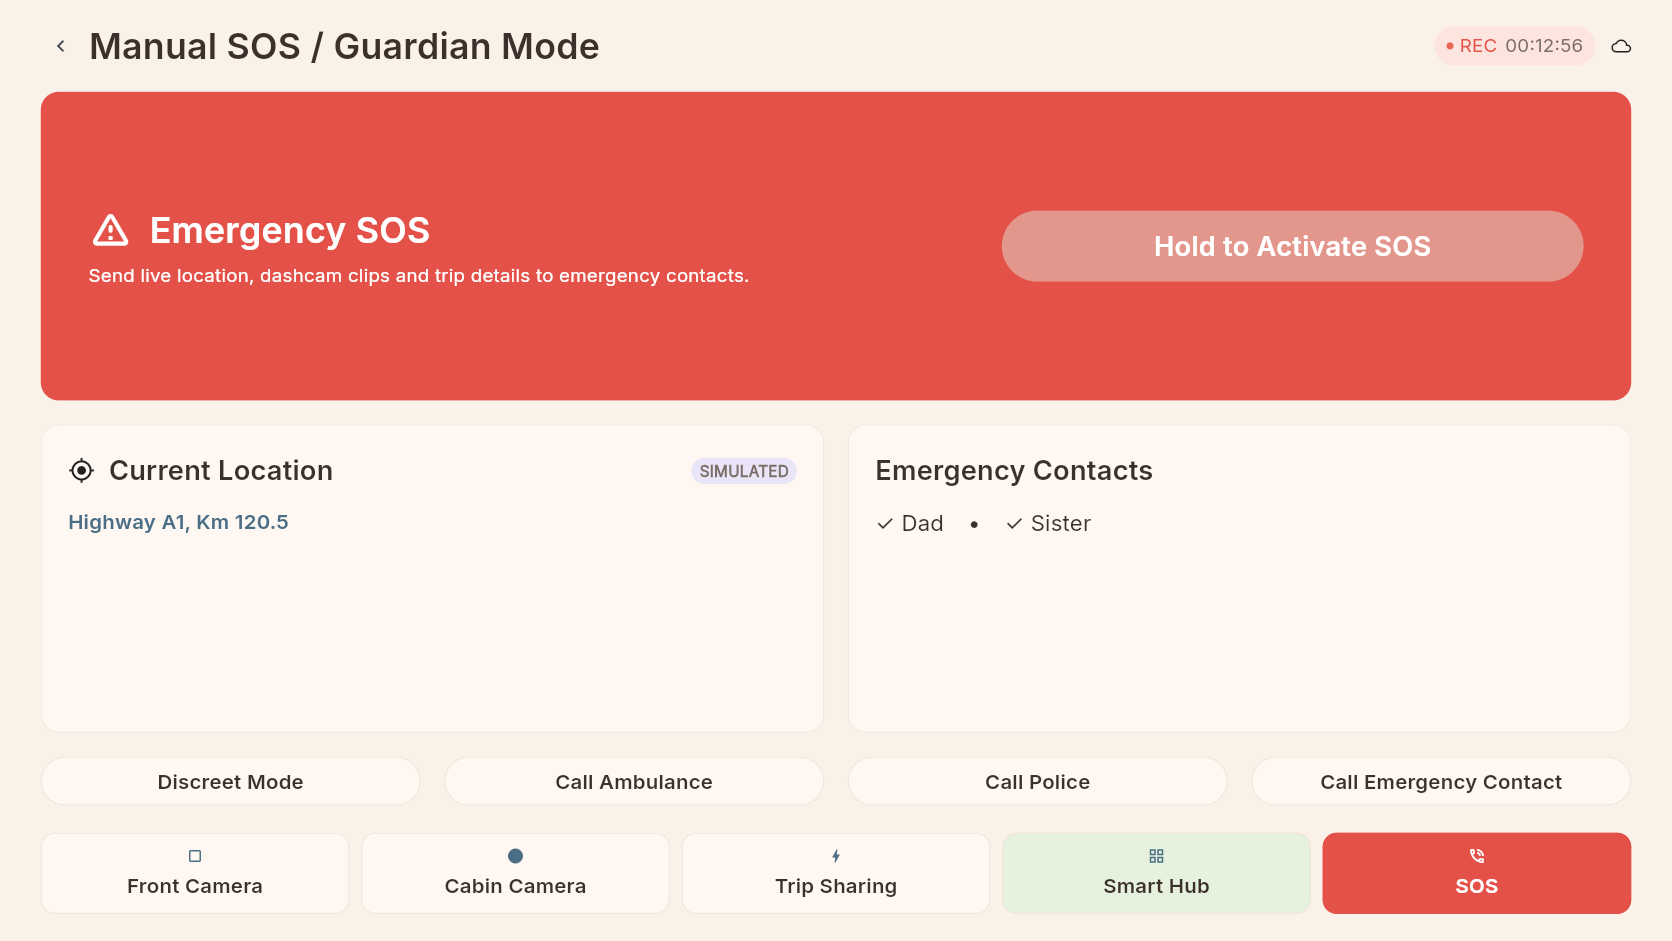 Manual SOS / Guardian Mode
REC 00:12:56
Emergency SOS
Send live location, dashcam clips and trip details to emergency contacts.
Hold to Activate SOS
Current Location
SIMULATED
Highway A1, Km 120.5
Emergency Contacts
✓ Dad • ✓ Sister
Discreet Mode
Call Ambulance
Call Police
Call Emergency Contact
Front Camera
Cabin Camera
Trip Sharing
Smart Hub
SOS